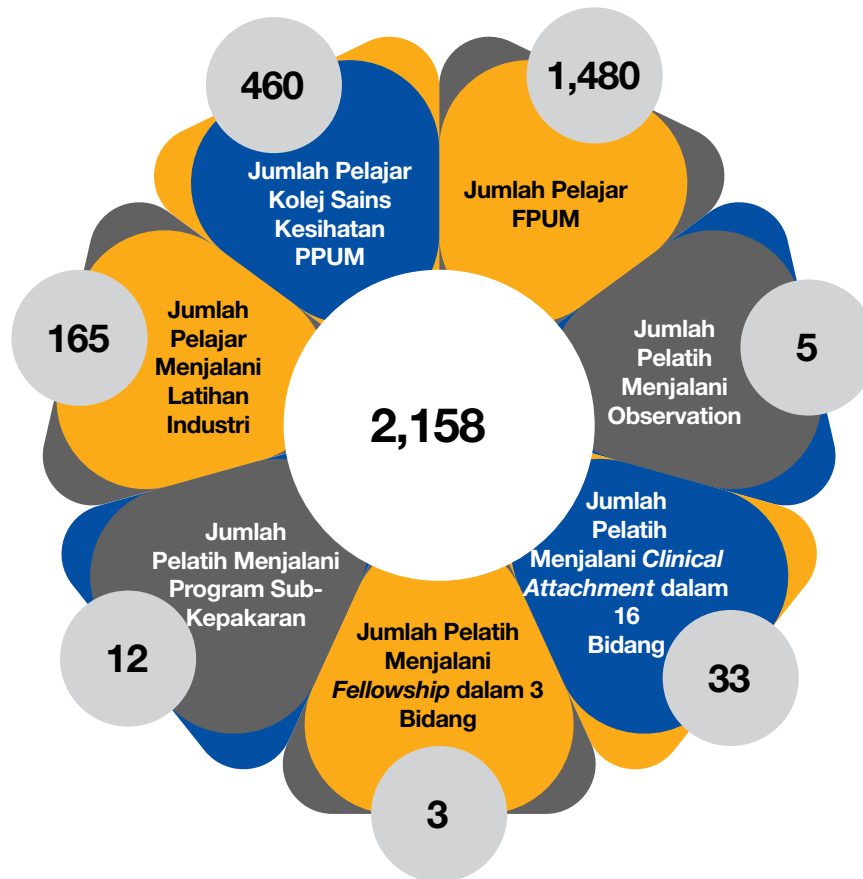 460
Jumlah Pelajar
Kolej Sains
Kesihatan
PPUM
1,480
Jumlah Pelajar
FPUM
165
Jumlah
Pelajar
Menjalani
Latihan
Industri
2,158
Jumlah
Pelatih
Menjalani
Observation
5
Jumlah
Pelatih Menjalani
Program Sub-
Kepakaran
12
Jumlah Pelatih
Menjalani
Fellowship dalam 3
Bidang
3
Jumlah
Pelatih
Menjalani Clinical
Attachment dalam
16
Bidang
33